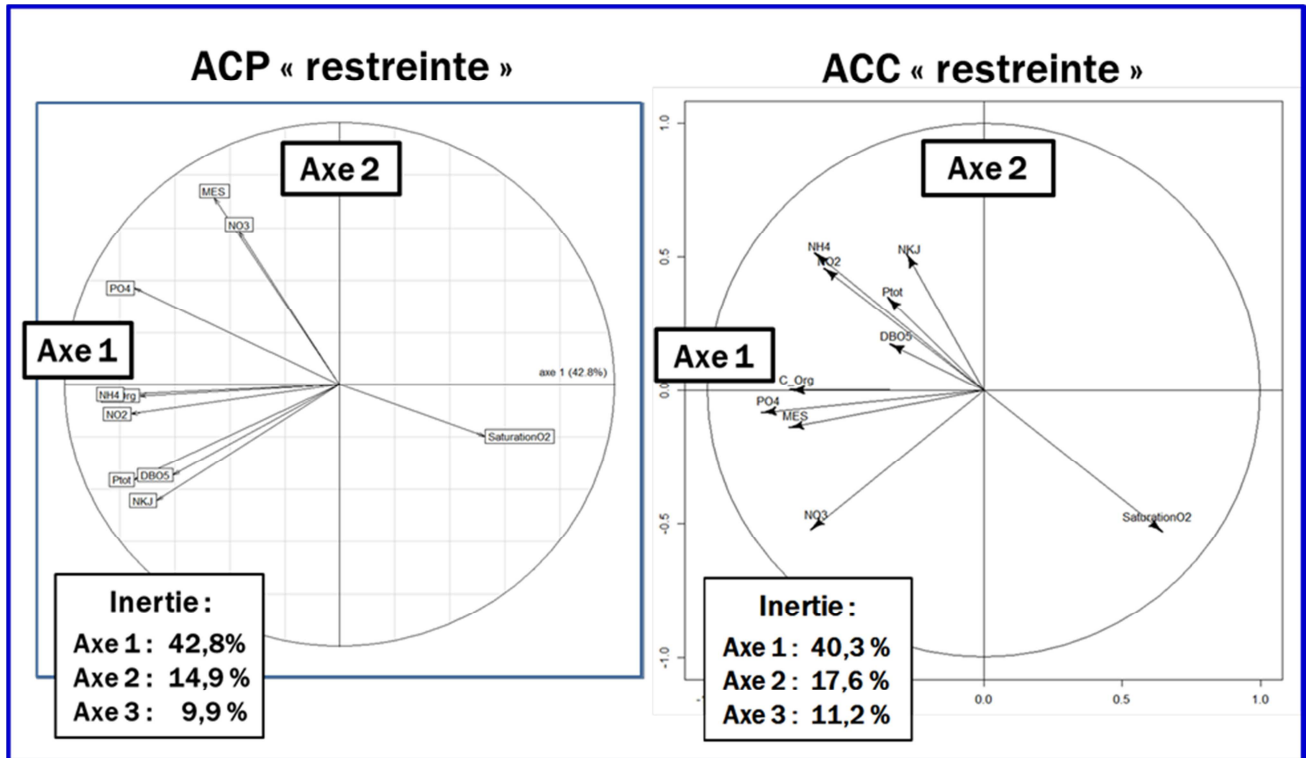 ACP « restreinte »
Axe 2
MES
NO3
PO4
Axe 1
axe 1 (42.8%)
NH4
NO2
SaturationO2
Ptot
DBO5
NKJ
Inertie :
Axe 1 : 42,8%
Axe 2 : 14,9 %
Axe 3 : 9,9 %
ACC « restreinte »
1.0
Axe 2
0.5
NH4
NO2
NKJ
Ptot
DBO5
Axe 1
0.0
C_Org
PO4
MES
NO3
SaturationO2
-0.5
-1.0
Inertie :
Axe 1 : 40,3 %
Axe 2 : 17,6 %
Axe 3 : 11,2 %
0.0
0.5
1.0